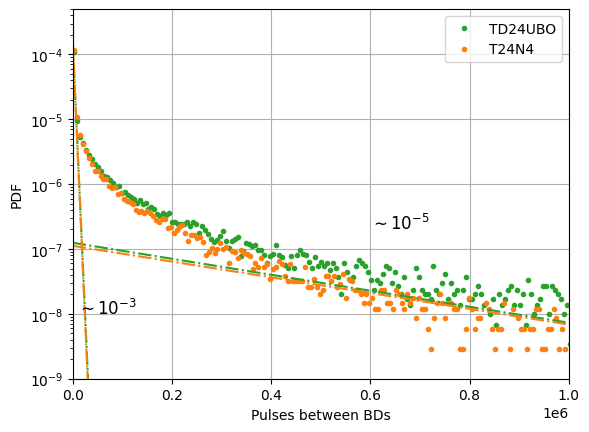 TD24UBO
T24N4
PDF
10⁻⁴
10⁻⁵
10⁻⁶
10⁻⁷
10⁻⁸
10⁻⁹
∼10⁻⁵
∼10⁻³
0.0 0.2 0.4 0.6 0.8 1.0
Pulses between BDs
1e6